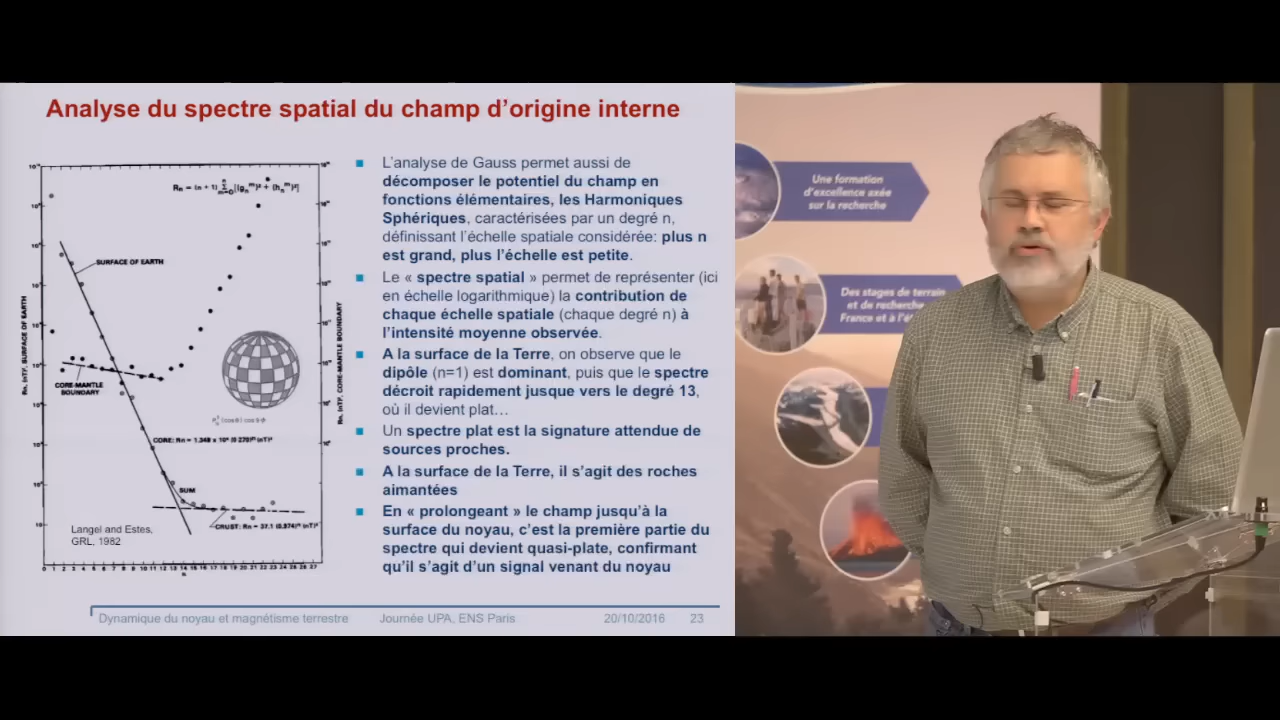 Analyse du spectre spatial du champ d'origine interne
SURFACE OF EARTH
CORE-MANTLE
BOUNDARY
SUM
Rn, (nT)², SURFACE OF EARTH
Rn, (nT)², CORE-MANTLE BOUNDARY
Langel and Estes,
GRL, 1982
L'analyse de Gauss permet aussi de
décomposer le potentiel du champ en
fonctions élémentaires, les Harmoniques
Sphériques, caractérisées par un degré n,
définissant l'échelle spatiale considérée: plus n
est grand, plus l'échelle est petite.
Le « spectre spatial » permet de représenter (ici
en échelle logarithmique) la contribution de
chaque échelle spatiale (chaque degré n) à
l'intensité moyenne observée.
A la surface de la Terre, on observe que le
dipôle (n=1) est dominant, puis que le spectre
décroit rapidement jusque vers le degré 13,
où il devient plat…
Un spectre plat est la signature attendue de
sources proches.
A la surface de la Terre, il s'agit des roches
aimantées
En « prolongeant » le champ jusqu'à la
surface du noyau, c'est la première partie du
spectre qui devient quasi-plate, confirmant
qu'il s'agit d'un signal venant du noyau
Dynamique du noyau et magnétisme terrestre
Journée UPA, ENS Paris
20/10/2016
23
Une formation
d'excellence axée
sur la recherche
Des stages de terrain
et de recherche
France et à l'é